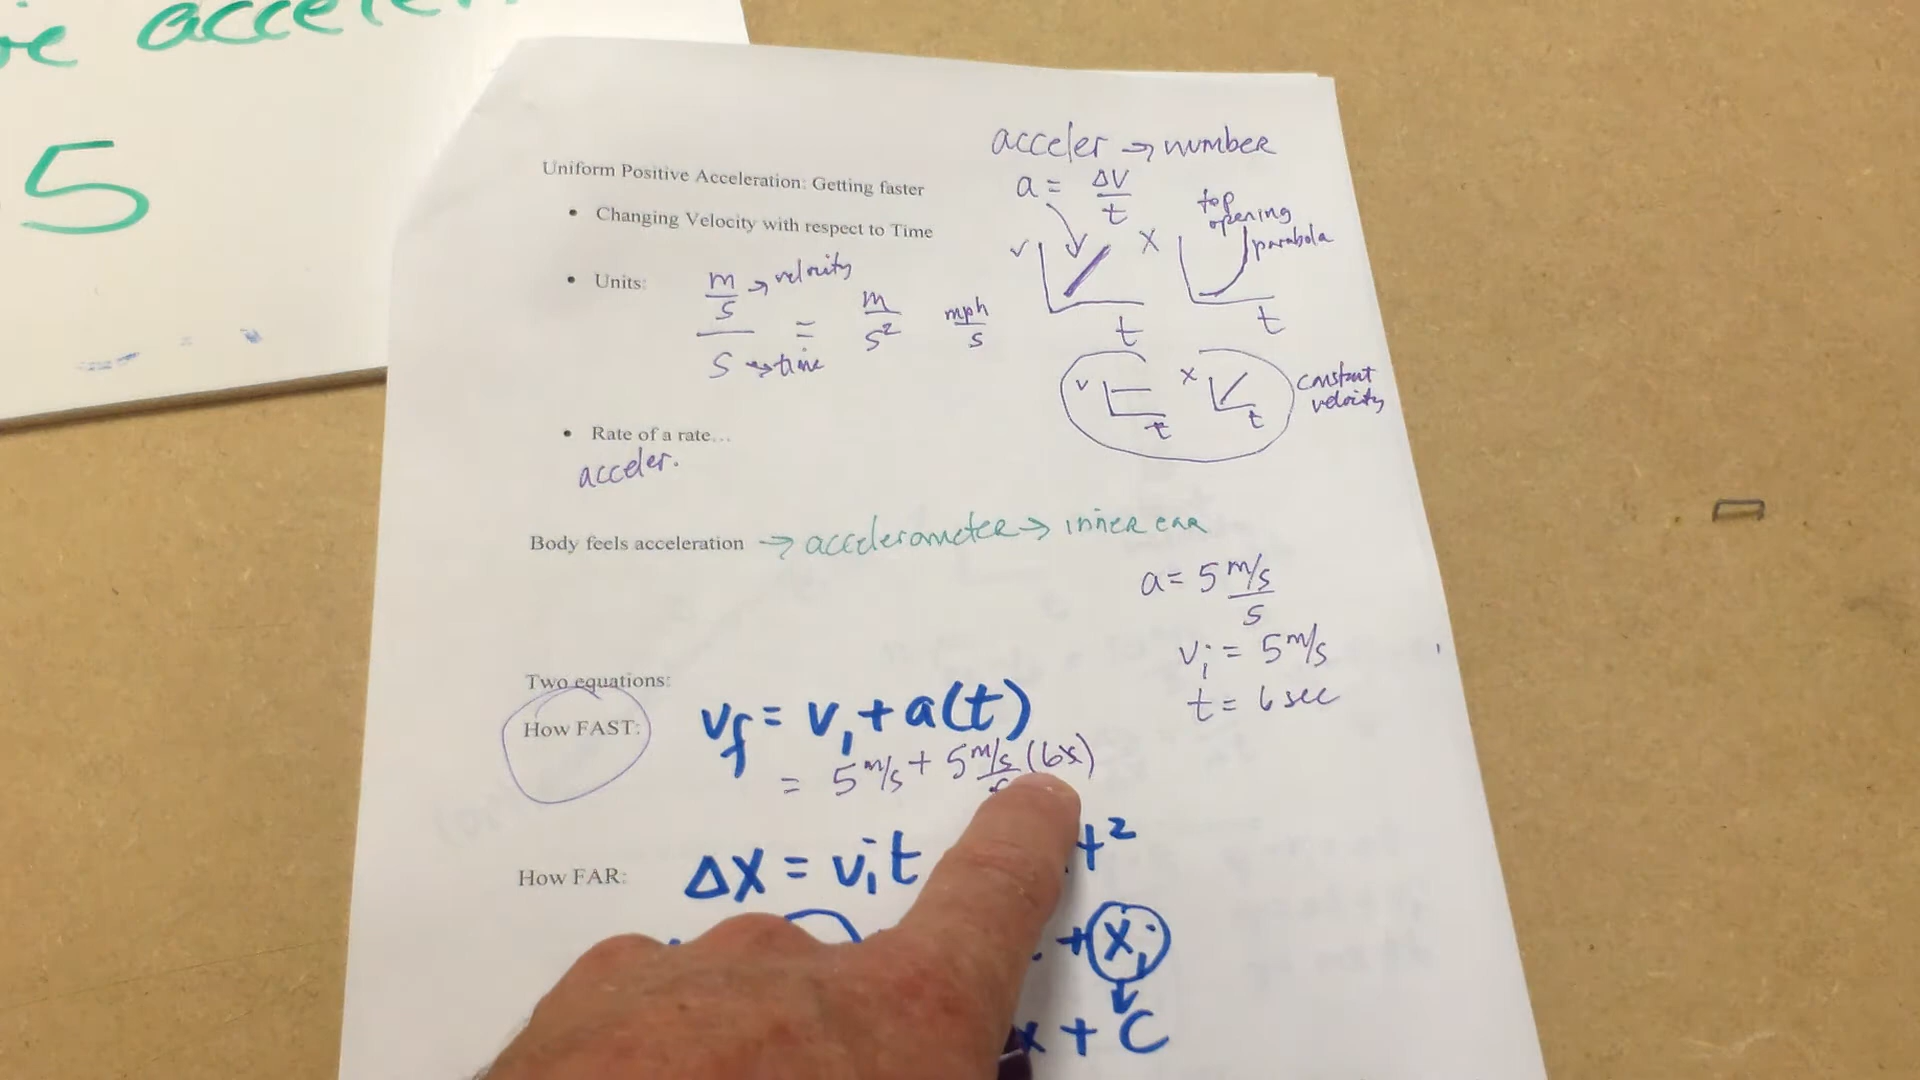 acceler
5
acceler → number
Uniform Positive Acceleration: Getting faster
a = ΔV/t
• Changing Velocity with respect to Time
top opening parabola
v
t
X
t
• Units: m/s → velocity
s → time
= m/s² mph/s
v
t
x
t
constant velocity
• Rate of a rate…
acceler.
Body feels acceleration → accelerometer → inner ear
a = 5 m/s/s
vi = 5 m/s
t = 6 sec
Two equations:
How FAST: vf = vi + a(t)
= 5 m/s + 5 m/s (6s)
How FAR: ΔX = vit t²
+ Xi
x + C